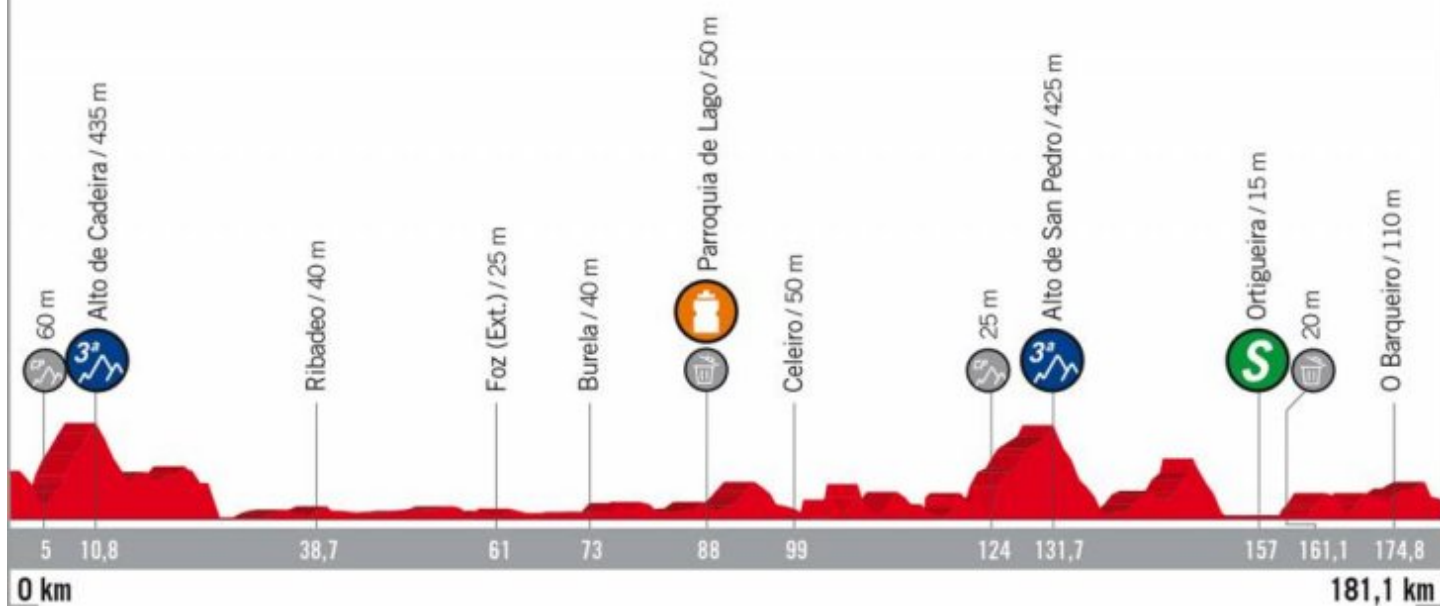 60 m
CP
Alto de Cadeira / 435 m
3ª
Ribadeo / 40 m
Foz (Ext.) / 25 m
Burela / 40 m
Parroquia de Lago / 50 m
Celeiro / 50 m
25 m
CP
Alto de San Pedro / 425 m
3ª
Ortigueira / 15 m
S
20 m
O Barqueiro / 110 m
5 10,8 38,7 61 73 88 99 124 131,7 157 161,1 174,8
0 km 181,1 km